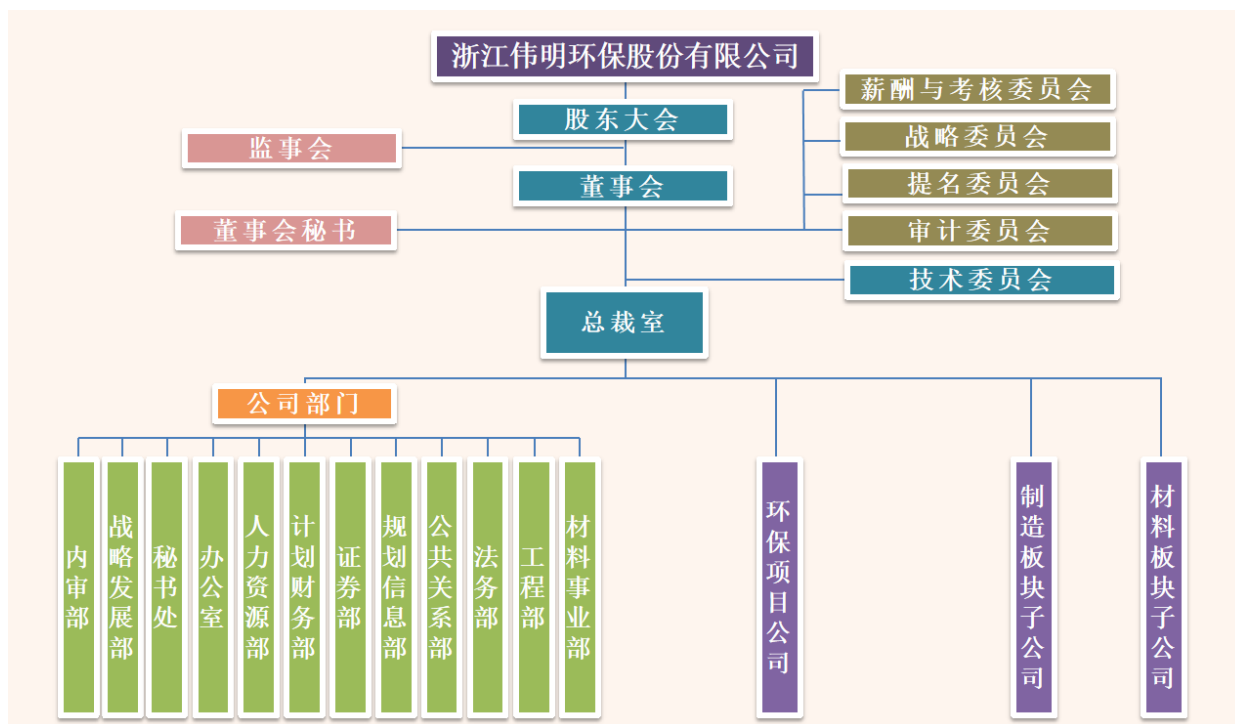 浙江伟明环保股份有限公司
薪酬与考核委员会
股东大会
战略委员会
监事会
董事会
提名委员会
董事会秘书
审计委员会
技术委员会
总裁室
公司部门
内审部
战略发展部
秘书处
办公室
人力资源部
计划财务部
证券部
规划信息部
公共关系部
法务部
工程部
材料事业部
环保项目公司
制造板块子公司
材料板块子公司